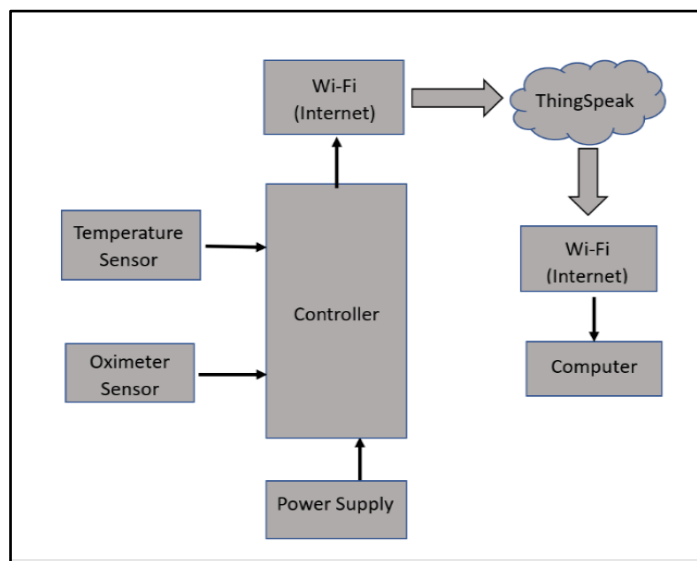 Wi-Fi
(Internet)
ThingSpeak
Temperature
Sensor
Wi-Fi
(Internet)
Controller
Oximeter
Sensor
Computer
Power Supply